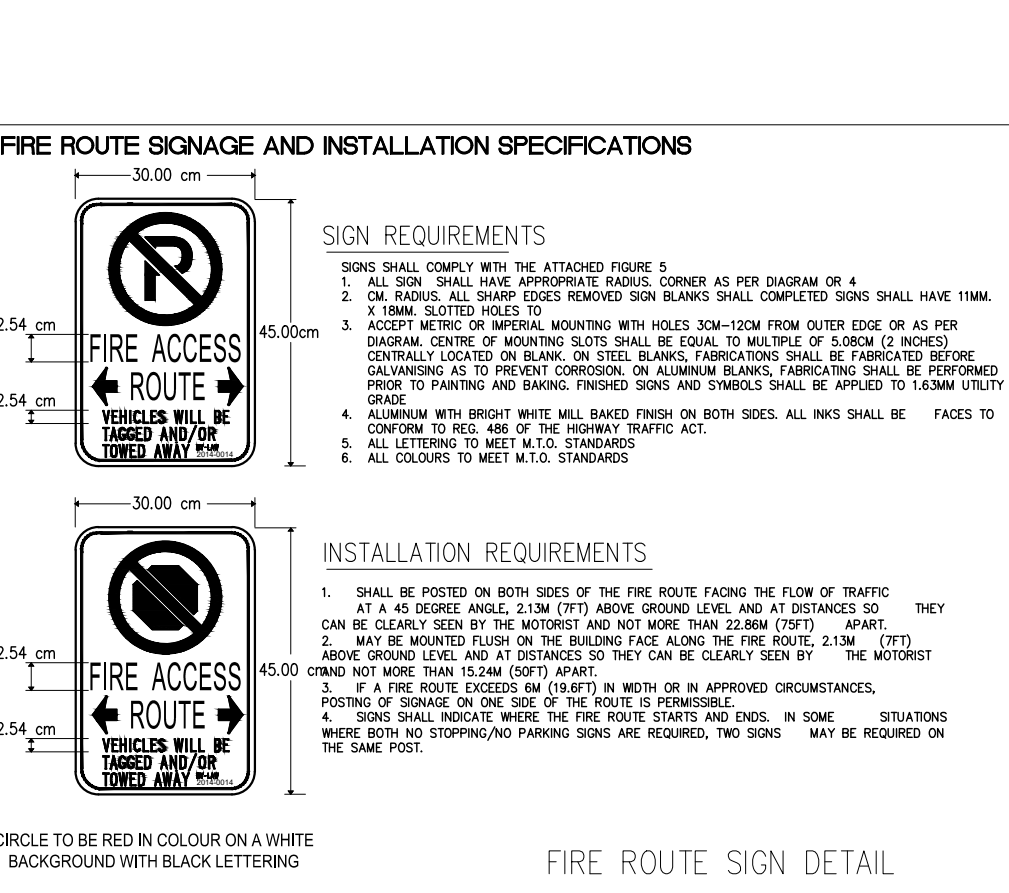 FIRE ROUTE SIGNAGE AND INSTALLATION SPECIFICATIONS
30.00 cm
P
2.54 cm
45.00cm
FIRE ACCESS
ROUTE
2.54 cm
VEHICLES WILL BE
TAGGED AND/OR
TOWED AWAY BY-LAW
2014-0014
SIGN REQUIREMENTS
SIGNS SHALL COMPLY WITH THE ATTACHED FIGURE 5
1. ALL SIGN SHALL HAVE APPROPRIATE RADIUS. CORNER AS PER DIAGRAM OR 4
2. CM. RADIUS. ALL SHARP EDGES REMOVED SIGN BLANKS SHALL COMPLETED SIGNS SHALL HAVE 11MM.
X 18MM. SLOTTED HOLES TO
3. ACCEPT METRIC OR IMPERIAL MOUNTING WITH HOLES 3CM-12CM FROM OUTER EDGE OR AS PER
DIAGRAM. CENTRE OF MOUNTING SLOTS SHALL BE EQUAL TO MULTIPLE OF 5.08CM (2 INCHES)
CENTRALLY LOCATED ON BLANK. ON STEEL BLANKS, FABRICATIONS SHALL BE FABRICATED BEFORE
GALVANISING AS TO PREVENT CORROSION. ON ALUMINUM BLANKS, FABRICATING SHALL BE PERFORMED
PRIOR TO PAINTING AND BAKING. FINISHED SIGNS AND SYMBOLS SHALL BE APPLIED TO 1.63MM UTILITY
GRADE
4. ALUMINUM WITH BRIGHT WHITE MILL BAKED FINISH ON BOTH SIDES. ALL INKS SHALL BE FACES TO
CONFORM TO REG. 486 OF THE HIGHWAY TRAFFIC ACT.
5. ALL LETTERING TO MEET M.T.O. STANDARDS
6. ALL COLOURS TO MEET M.T.O. STANDARDS
30.00 cm
2.54 cm
45.00 cm
FIRE ACCESS
ROUTE
2.54 cm
VEHICLES WILL BE
TAGGED AND/OR
TOWED AWAY BY-LAW
2014-0014
INSTALLATION REQUIREMENTS
1. SHALL BE POSTED ON BOTH SIDES OF THE FIRE ROUTE FACING THE FLOW OF TRAFFIC
AT A 45 DEGREE ANGLE, 2.13M (7FT) ABOVE GROUND LEVEL AND AT DISTANCES SO THEY
CAN BE CLEARLY SEEN BY THE MOTORIST AND NOT MORE THAN 22.86M (75FT) APART.
2. MAY BE MOUNTED FLUSH ON THE BUILDING FACE ALONG THE FIRE ROUTE, 2.13M (7FT)
ABOVE GROUND LEVEL AND AT DISTANCES SO THEY CAN BE CLEARLY SEEN BY THE MOTORIST
AND NOT MORE THAN 15.24M (50FT) APART.
3. IF A FIRE ROUTE EXCEEDS 6M (19.6FT) IN WIDTH OR IN APPROVED CIRCUMSTANCES,
POSTING OF SIGNAGE ON ONE SIDE OF THE ROUTE IS PERMISSIBLE.
4. SIGNS SHALL INDICATE WHERE THE FIRE ROUTE STARTS AND ENDS. IN SOME SITUATIONS
WHERE BOTH NO STOPPING/NO PARKING SIGNS ARE REQUIRED, TWO SIGNS MAY BE REQUIRED ON
THE SAME POST.
CIRCLE TO BE RED IN COLOUR ON A WHITE
BACKGROUND WITH BLACK LETTERING
FIRE ROUTE SIGN DETAIL